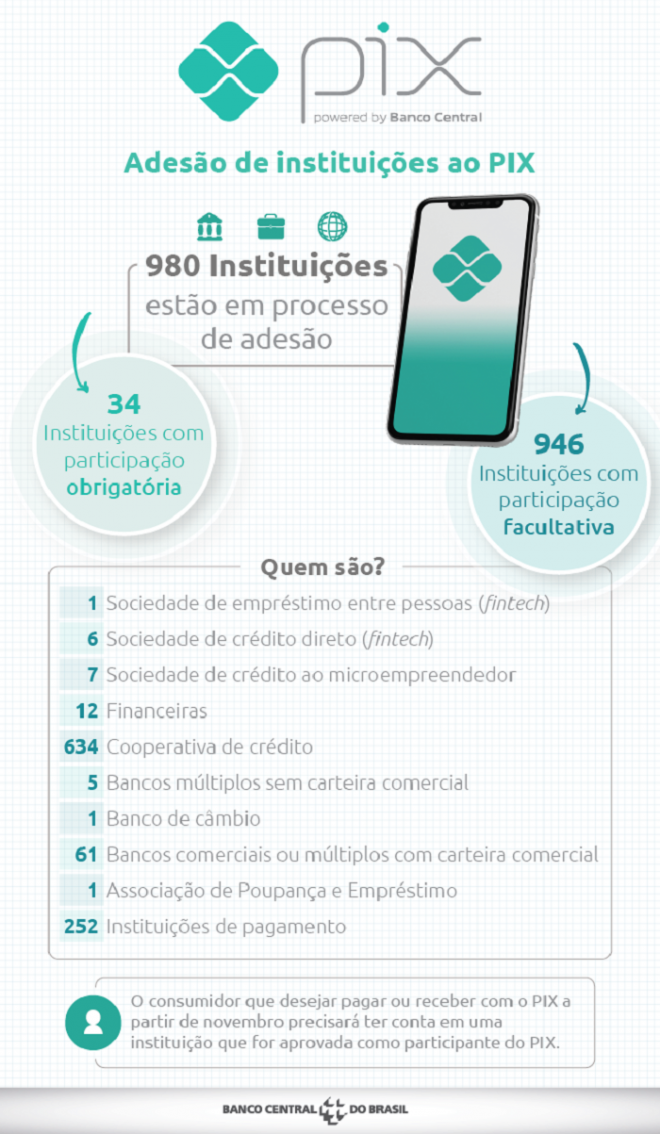 pix
powered by Banco Central
Adesão de instituições ao PIX
980 Instituições
estão em processo
de adesão
34
Instituições com
participação
obrigatória
946
Instituições com
participação
facultativa
Quem são?
1 Sociedade de empréstimo entre pessoas (fintech)
6 Sociedade de crédito direto (fintech)
7 Sociedade de crédito ao microempreendedor
12 Financeiras
634 Cooperativa de crédito
5 Bancos múltiplos sem carteira comercial
1 Banco de câmbio
61 Bancos comerciais ou múltiplos com carteira comercial
1 Associação de Poupança e Empréstimo
252 Instituições de pagamento
O consumidor que desejar pagar ou receber com o PIX a
partir de novembro precisará ter conta em uma
instituição que for aprovada como participante do PIX.
BANCO CENTRAL DO BRASIL